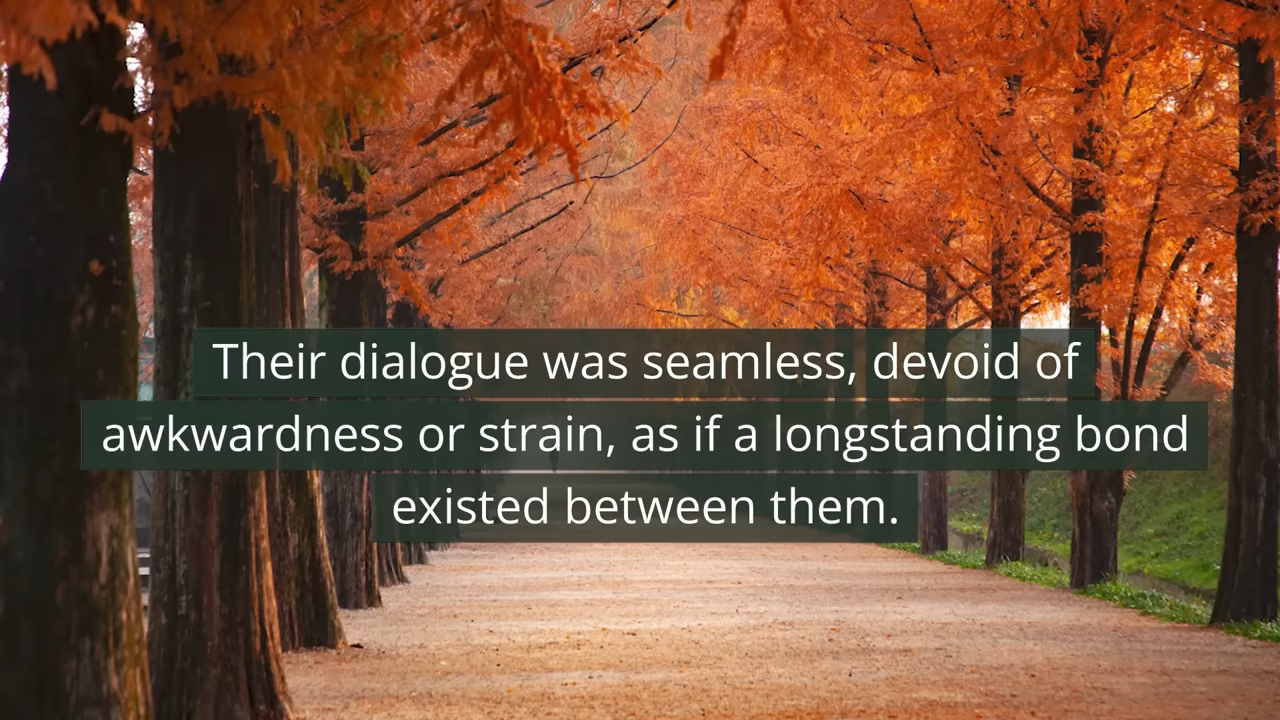 Their dialogue was seamless, devoid of
awkwardness or strain, as if a longstanding bond
existed between them.